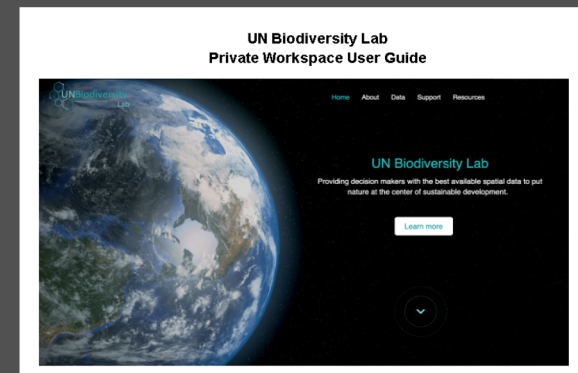 UN Biodiversity Lab
Private Workspace User Guide
UNBiodiversity
Lab
Home About Data Support Resources
UN Biodiversity Lab
Providing decision makers with the best available spatial data to put
nature at the center of sustainable development.
Learn more